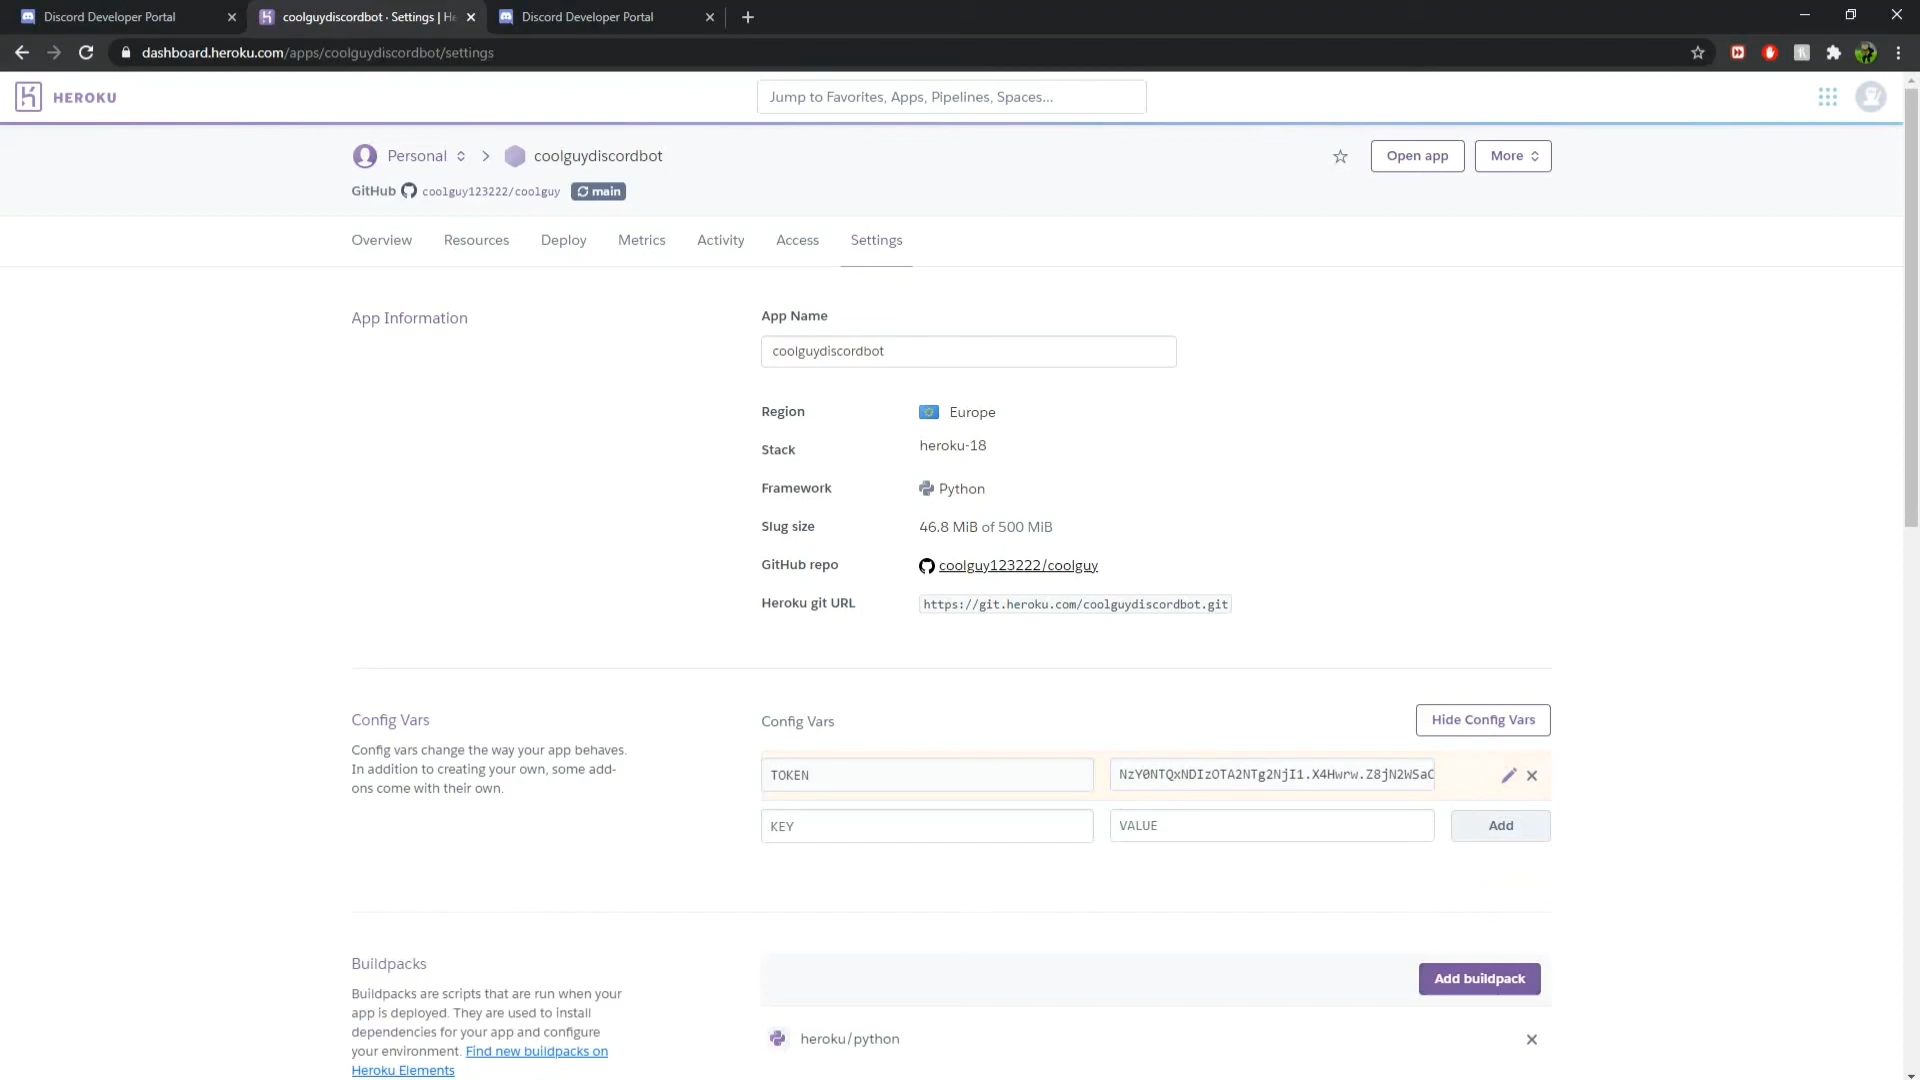 Discord Developer Portal
coolguydiscordbot · Settings | He
Discord Developer Portal
dashboard.heroku.com/apps/coolguydiscordbot/settings
HEROKU
Jump to Favorites, Apps, Pipelines, Spaces...
Personal
coolguydiscordbot
Open app
More
GitHub coolguy123222/coolguy main
Overview
Resources
Deploy
Metrics
Activity
Access
Settings
App Information
App Name
coolguydiscordbot
Region
Europe
Stack
heroku-18
Framework
Python
Slug size
46.8 MiB of 500 MiB
GitHub repo
coolguy123222/coolguy
Heroku git URL
https://git.heroku.com/coolguydiscordbot.git
Config Vars
Config vars change the way your app behaves.
In addition to creating your own, some add-
ons come with their own.
Config Vars
Hide Config Vars
TOKEN
NzY0NTQxNDIzOTA2NTg2NjI1.X4Hwrw.Z8jN2WSaC
KEY
VALUE
Add
Buildpacks
Buildpacks are scripts that are run when your
app is deployed. They are used to install
dependencies for your app and configure
your environment. Find new buildpacks on
Heroku Elements
Add buildpack
heroku/python